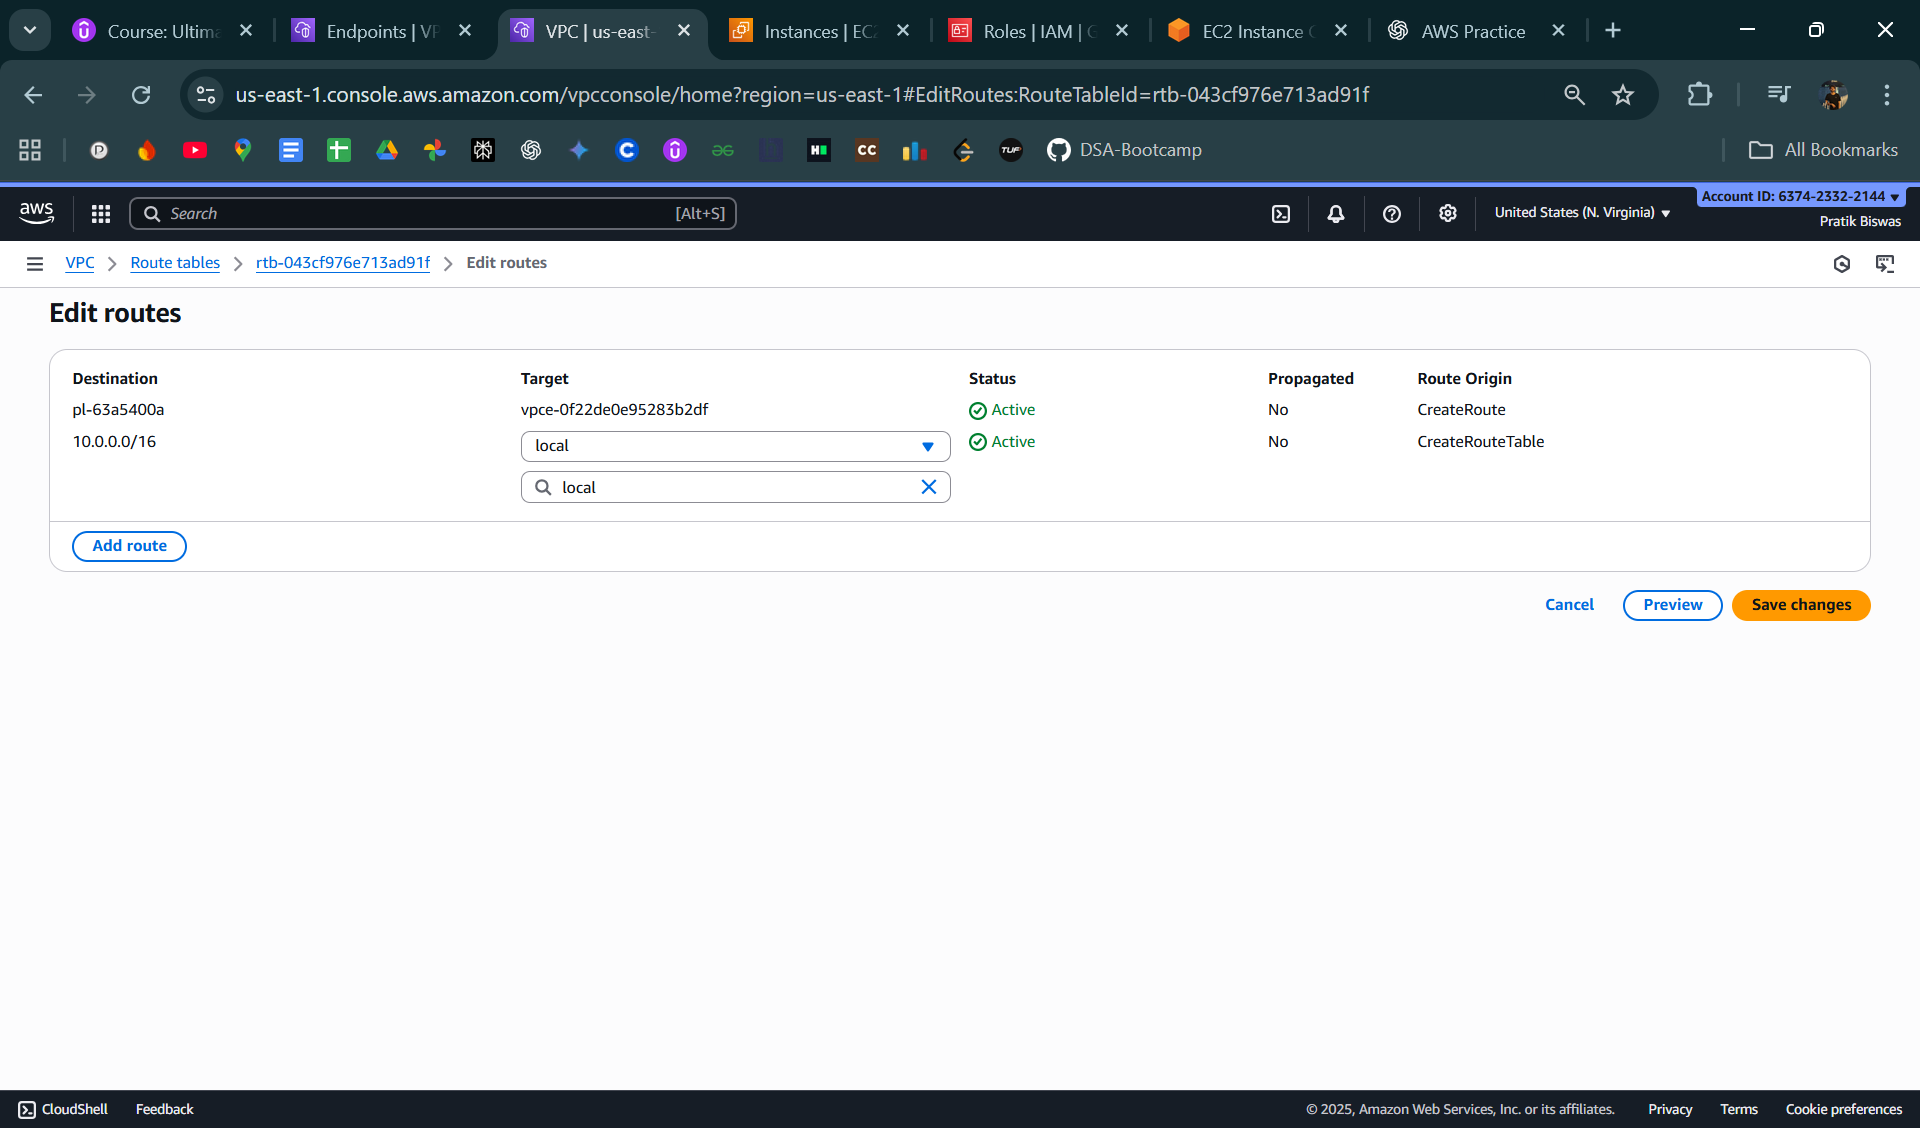 Course: Ultima
Endpoints | VP
VPC | us-east-
Instances | EC2
Roles | IAM | G
EC2 Instance C
AWS Practice
us-east-1.console.aws.amazon.com/vpcconsole/home?region=us-east-1#EditRoutes:RouteTableId=rtb-043cf976e713ad91f
CC
TUF
DSA-Bootcamp
All Bookmarks
aws
Search
[Alt+S]
United States (N. Virginia)
Account ID: 6374-2332-2144
Pratik Biswas
VPC
Route tables
rtb-043cf976e713ad91f
Edit routes
Edit routes
Destination Target Status Propagated Route Origin
pl-63a5400a vpce-0f22de0e95283b2df Active No CreateRoute
10.0.0.0/16 local Active No CreateRouteTable
local
Add route
Cancel Preview Save changes
CloudShell Feedback © 2025, Amazon Web Services, Inc. or its affiliates. Privacy Terms Cookie preferences